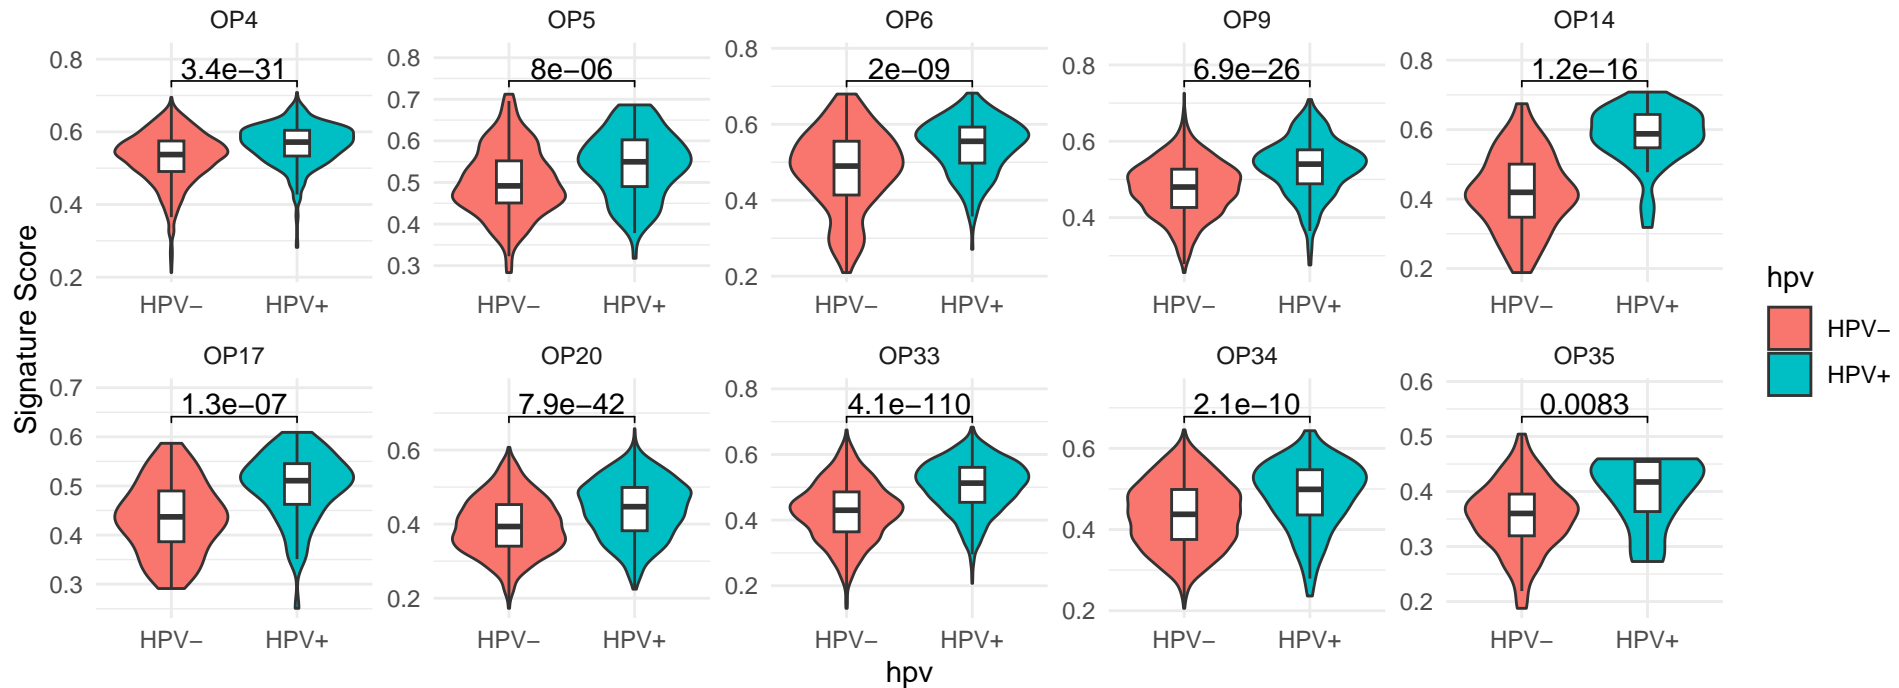 OP4 OP5 OP6 OP9 OP14
3.4e−31 8e−06 2e−09 6.9e−26 1.2e−16
0.8 0.6 0.4 0.2
0.8 0.7 0.6 0.5 0.4 0.3
0.8 0.6 0.4 0.2
0.8 0.6 0.4
0.8 0.6 0.4 0.2
HPV− HPV+ HPV− HPV+ HPV− HPV+ HPV− HPV+ HPV− HPV+
Signature Score
OP17 OP20 OP33 OP34 OP35
1.3e−07 7.9e−42 4.1e−110 2.1e−10 0.0083
0.7 0.6 0.5 0.4 0.3
0.6 0.4 0.2
0.8 0.6 0.4 0.2
0.6 0.4 0.2
0.6 0.5 0.4 0.3 0.2
HPV− HPV+ HPV− HPV+ HPV− HPV+ HPV− HPV+ HPV− HPV+
hpv
hpv
HPV−
HPV+